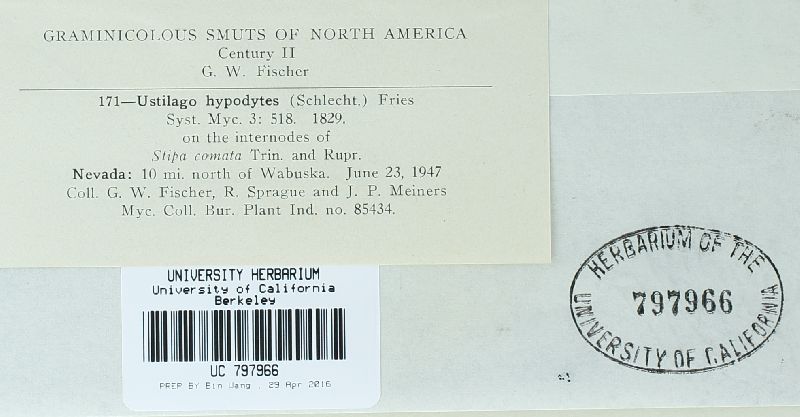 GRAMINICOLOUS SMUTS OF NORTH AMERICA
Century II
G. W. Fischer
171—Ustilago hypodytes (Schlecht.) Fries
Syst. Myc. 3: 518. 1829.
on the internodes of
Stipa comata Trin. and Rupr.
Nevada: 10 mi. north of Wabuska. June 23, 1947
Coll. G. W. Fischer, R. Sprague and J. P. Meiners
Myc. Coll. Bur. Plant Ind. no. 85434.
UNIVERSITY HERBARIUM
University of California
Berkeley
UC 797966
PREP BY Bin Wang , 29 Apr 2016
HERBARIUM OF THE
797966
UNIVERSITY OF CALIFORNIA